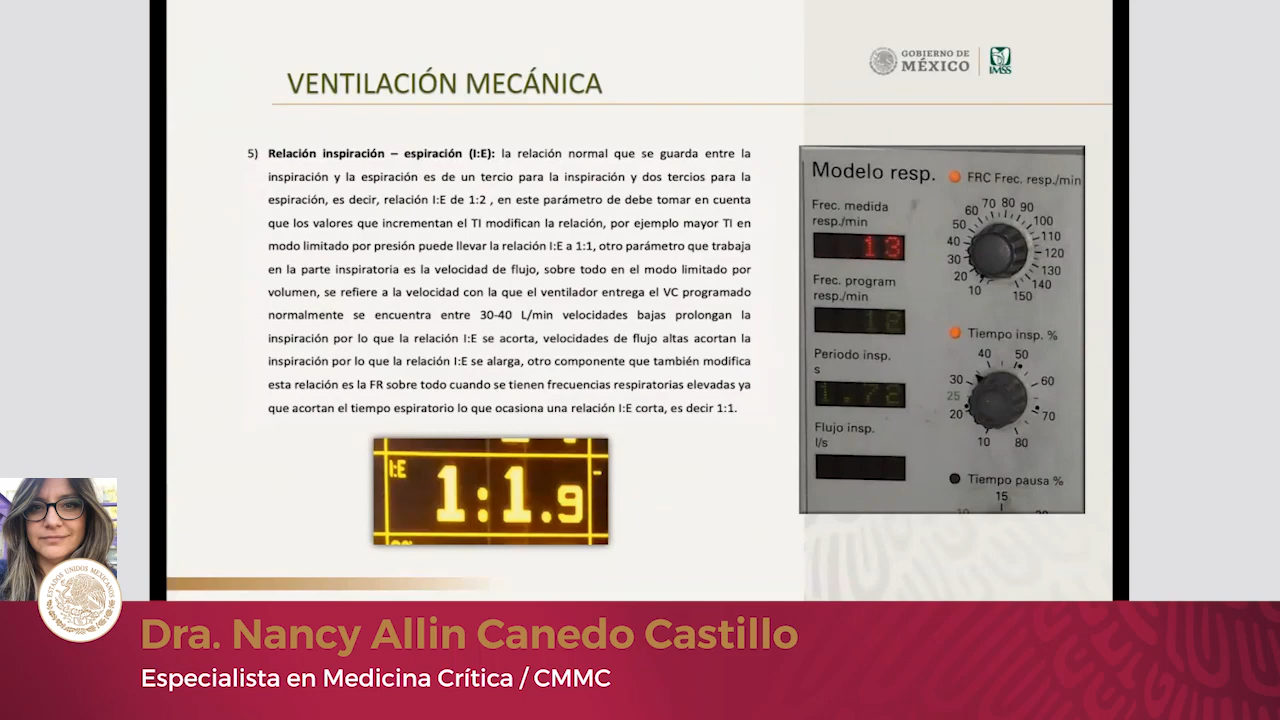 VENTILACIÓN MECÁNICA
GOBIERNO DE
MÉXICO
IMSS
5) Relación inspiración – espiración (I:E): la relación normal que se guarda entre la
inspiración y la espiración es de un tercio para la inspiración y dos tercios para la
espiración, es decir, relación I:E de 1:2 , en este parámetro de debe tomar en cuenta
que los valores que incrementan el TI modifican la relación, por ejemplo mayor TI en
modo limitado por presión puede llevar la relación I:E a 1:1, otro parámetro que trabaja
en la parte inspiratoria es la velocidad de flujo, sobre todo en el modo limitado por
volumen, se refiere a la velocidad con la que el ventilador entrega el VC programado
normalmente se encuentra entre 30-40 L/min velocidades bajas prolongan la
inspiración por lo que la relación I:E se acorta, velocidades de flujo altas acortan la
inspiración por lo que la relación I:E se alarga, otro componente que también modifica
esta relación es la FR sobre todo cuando se tienen frecuencias respiratorias elevadas ya
que acortan el tiempo espiratorio lo que ocasiona una relación I:E corta, es decir 1:1.
I:E
1:1.9
Modelo resp.
FRC Frec. resp./min
Frec. medida
resp./min
13
10 20 30 40 50 60 70 80 90 100 110 120 130 140 150
Frec. program
resp./min
Tiempo insp. %
Periodo insp.
s
1.72
10 20 25 30 40 50 60 70 80
Flujo insp.
l/s
Tiempo pausa %
15
ESTADOS UNIDOS MEXICANOS
Dra. Nancy Allin Canedo Castillo
Especialista en Medicina Crítica / CMMC